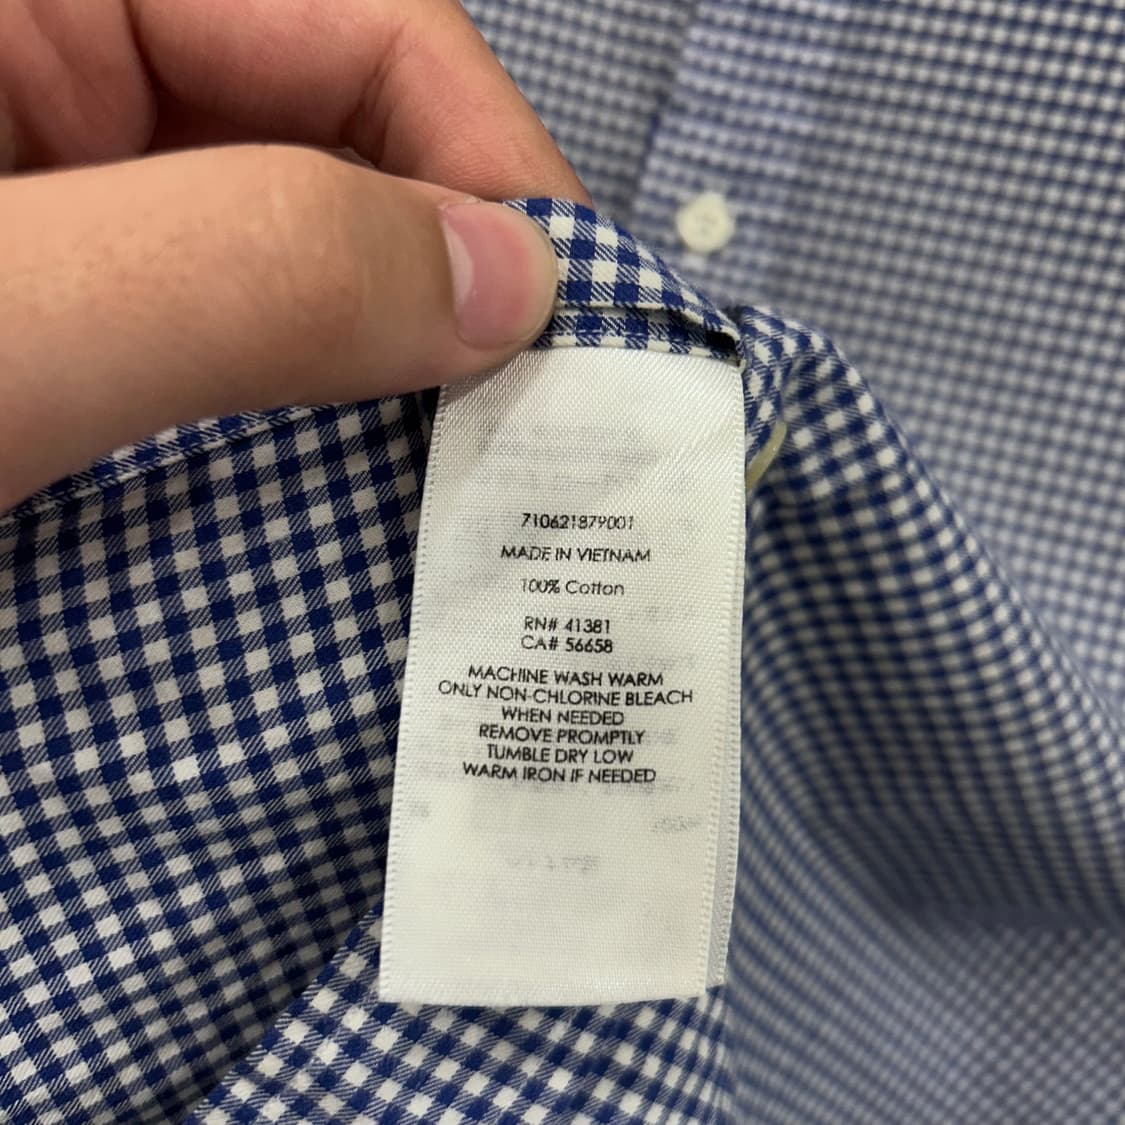 710621879001
MADE IN VIETNAM
100% Cotton
RN# 41381
CA# 56658
MACHINE WASH WARM
ONLY NON-CHLORINE BLEACH
WHEN NEEDED
REMOVE PROMPTLY
TUMBLE DRY LOW
WARM IRON IF NEEDED